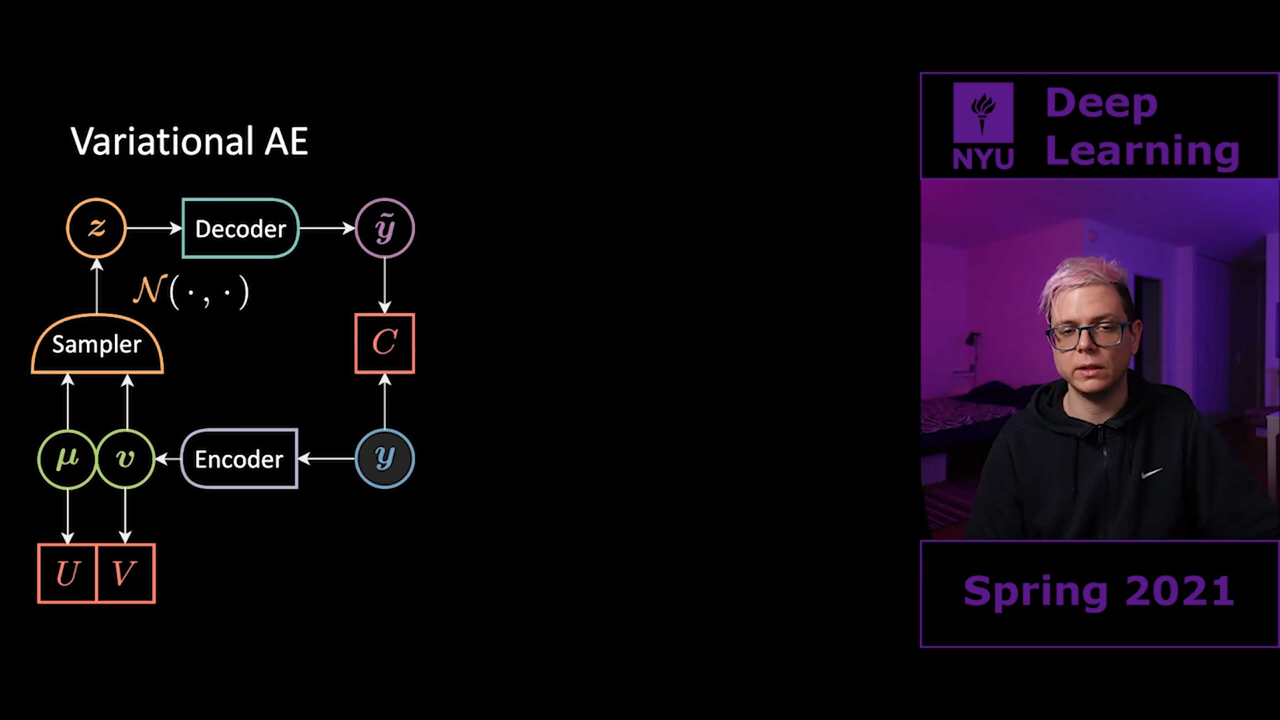 Variational AE
z
Decoder
ỹ
𝒩(·,·)
Sampler
C
μ
v
Encoder
y
U
V
NYU
Deep
Learning
Spring 2021